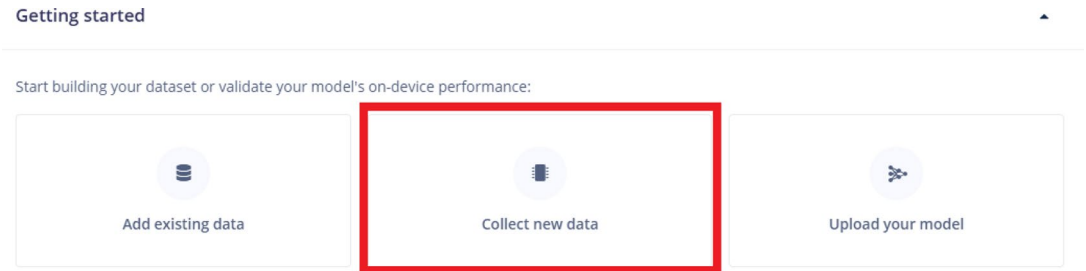 Getting started
Start building your dataset or validate your model's on-device performance:
Add existing data
Collect new data
Upload your model